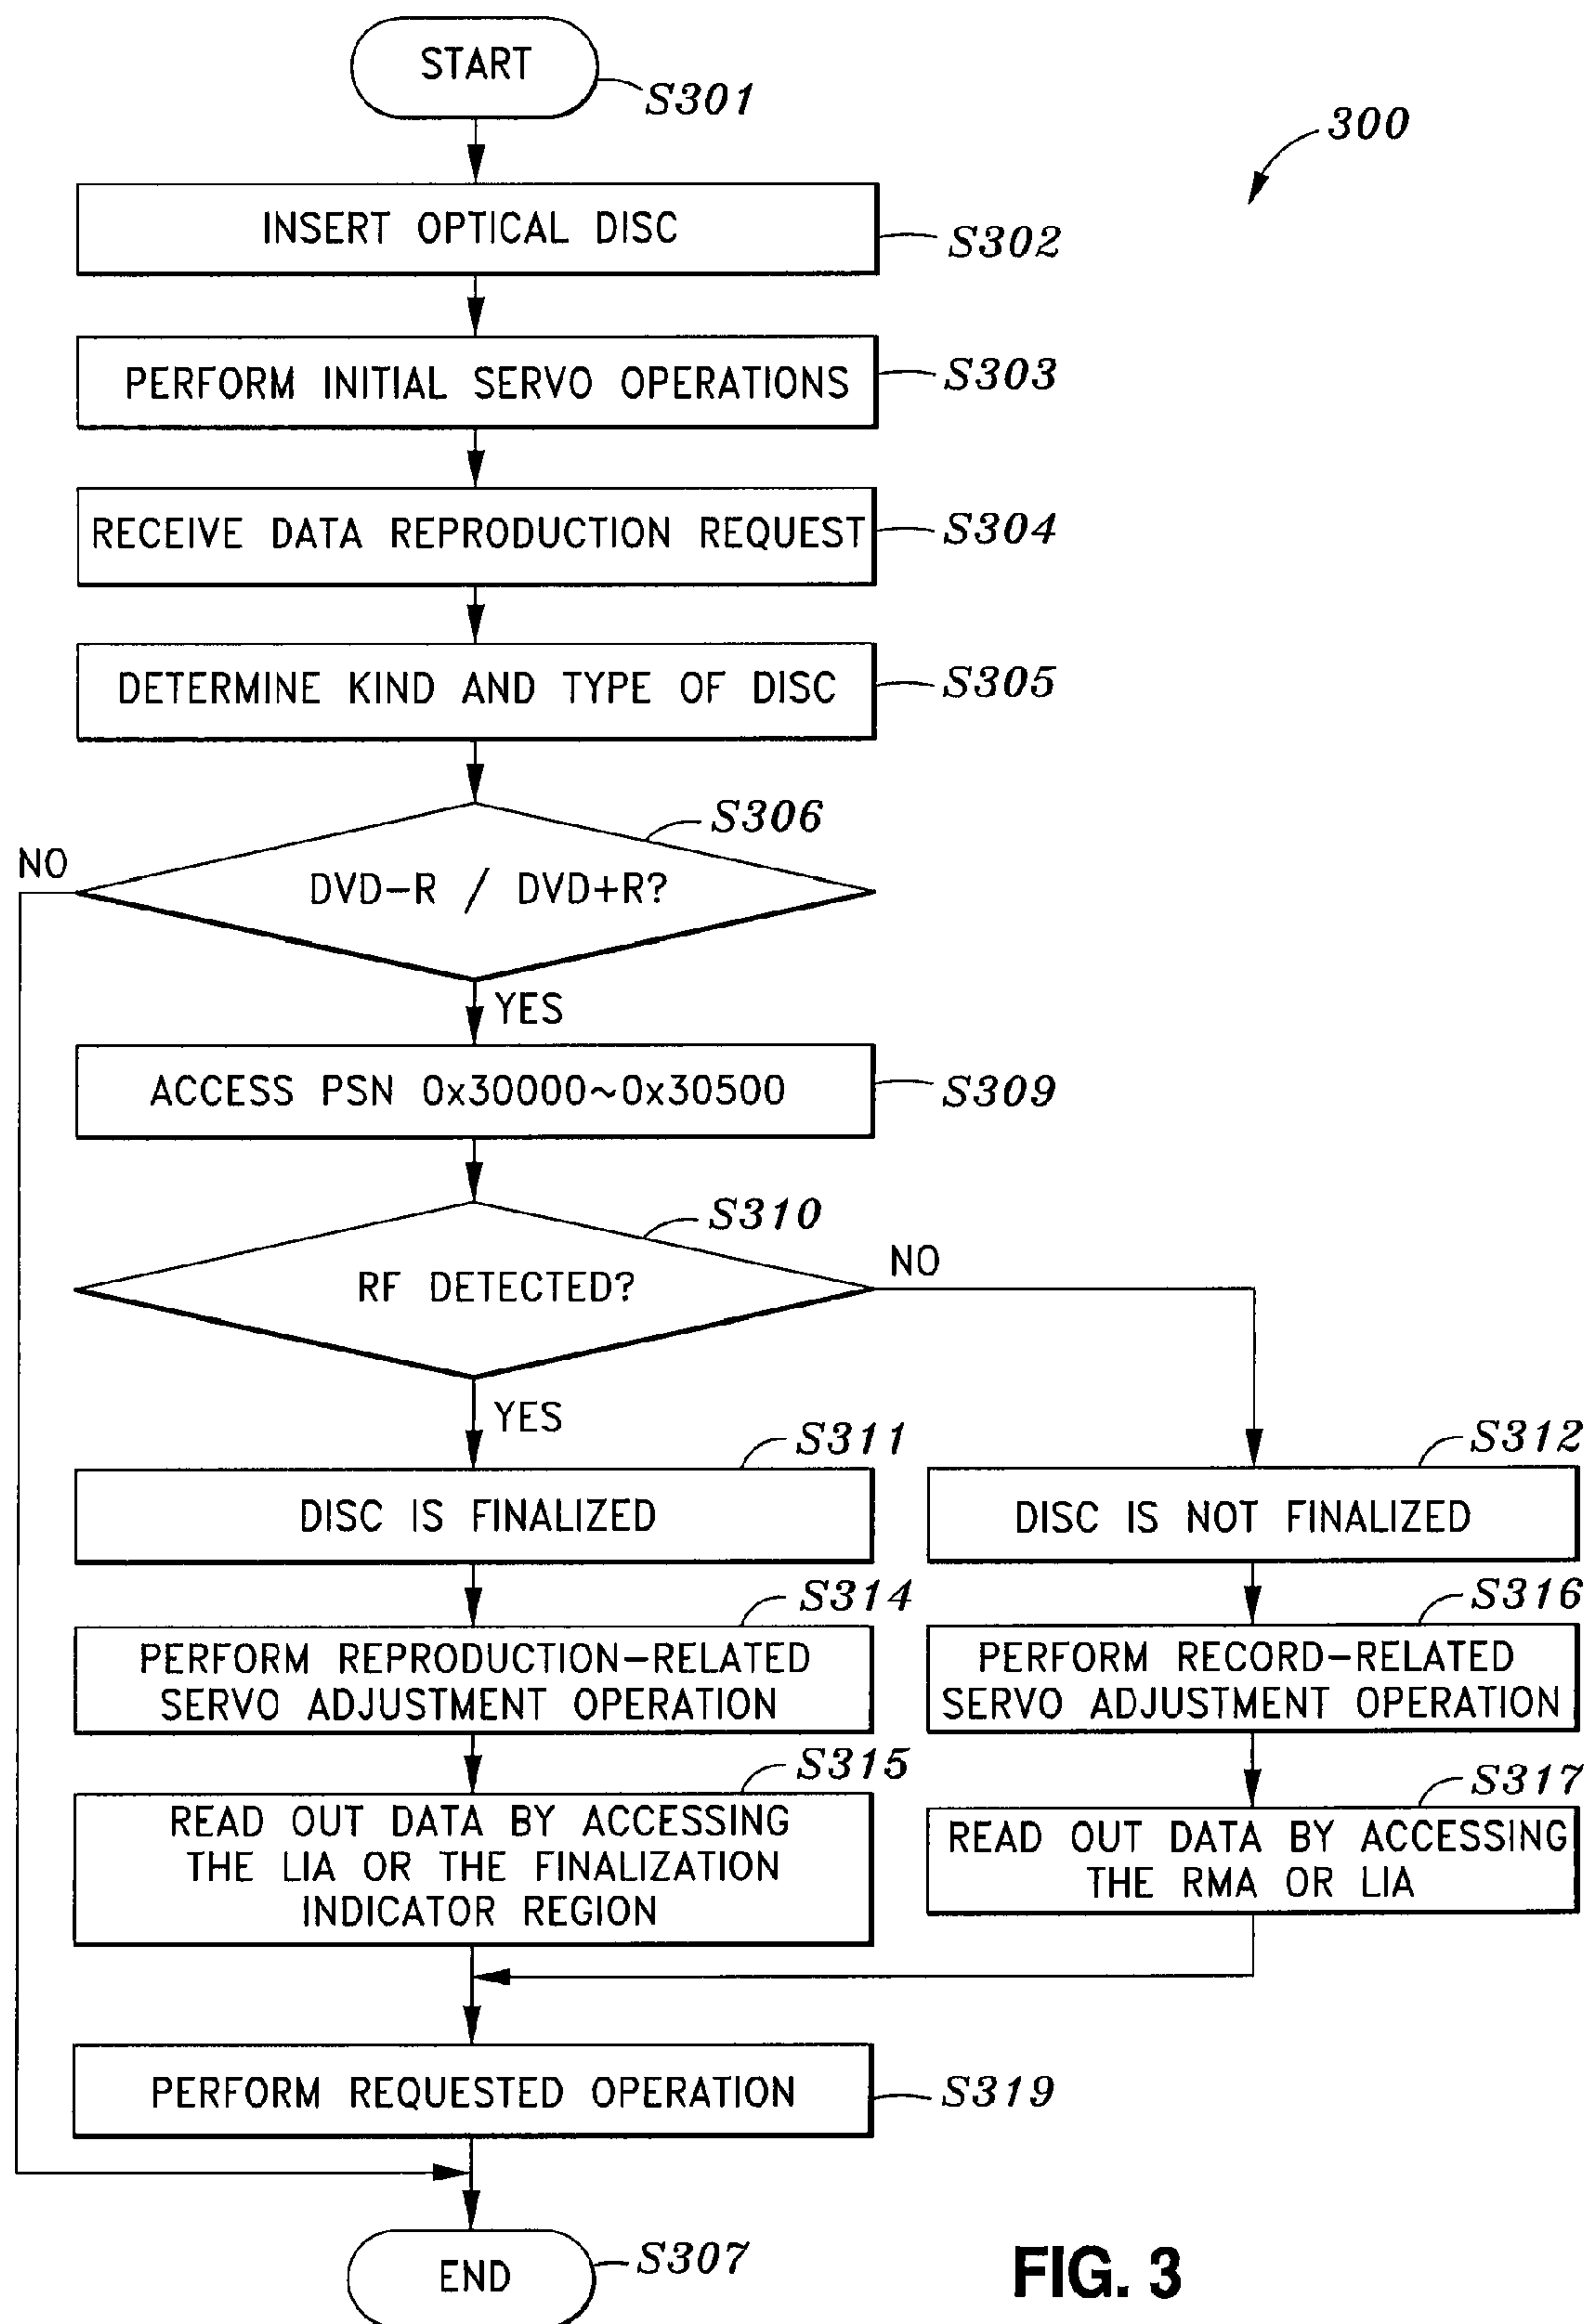 START
S301
300
INSERT OPTICAL DISC
S302
PERFORM INITIAL SERVO OPERATIONS
S303
RECEIVE DATA REPRODUCTION REQUEST
S304
DETERMINE KIND AND TYPE OF DISC
S305
S306
NO
DVD-R / DVD+R?
YES
ACCESS PSN 0x30000~0x30500
S309
S310
RF DETECTED?
NO
YES
S311
DISC IS FINALIZED
S312
DISC IS NOT FINALIZED
S314
PERFORM REPRODUCTION-RELATED
SERVO ADJUSTMENT OPERATION
S316
PERFORM RECORD-RELATED
SERVO ADJUSTMENT OPERATION
S315
READ OUT DATA BY ACCESSING
THE LIA OR THE FINALIZATION
INDICATOR REGION
S317
READ OUT DATA BY ACCESSING
THE RMA OR LIA
PERFORM REQUESTED OPERATION
S319
END
S307
FIG. 3